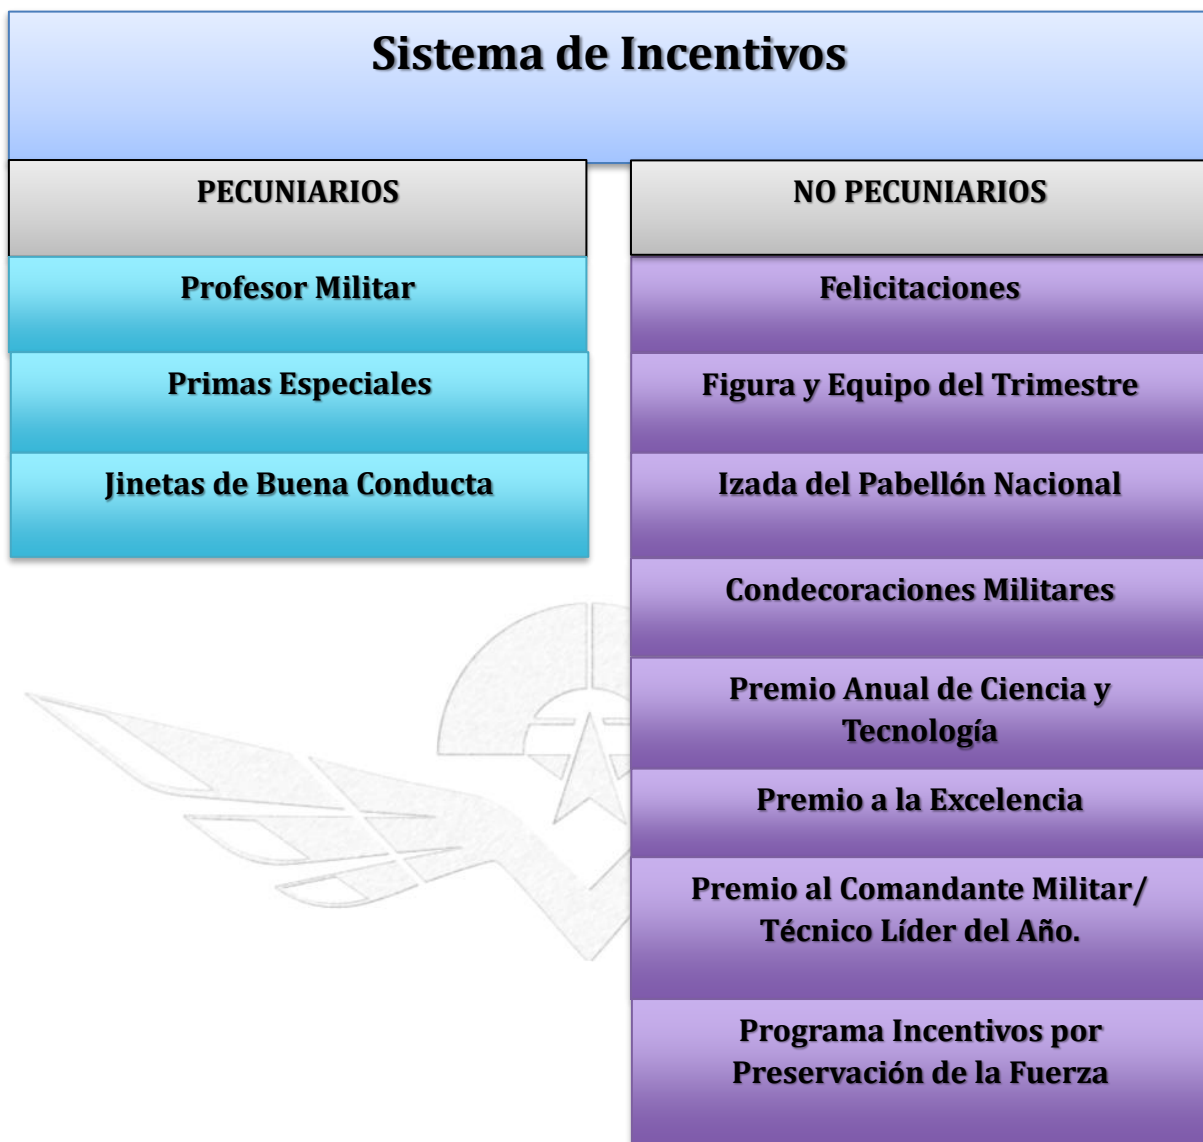 Sistema de Incentivos
PECUNIARIOS
Profesor Militar
Primas Especiales
Jinetas de Buena Conducta
NO PECUNIARIOS
Felicitaciones
Figura y Equipo del Trimestre
Izada del Pabellón Nacional
Condecoraciones Militares
Premio Anual de Ciencia y
Tecnología
Premio a la Excelencia
Premio al Comandante Militar/
Técnico Líder del Año.
Programa Incentivos por
Preservación de la Fuerza